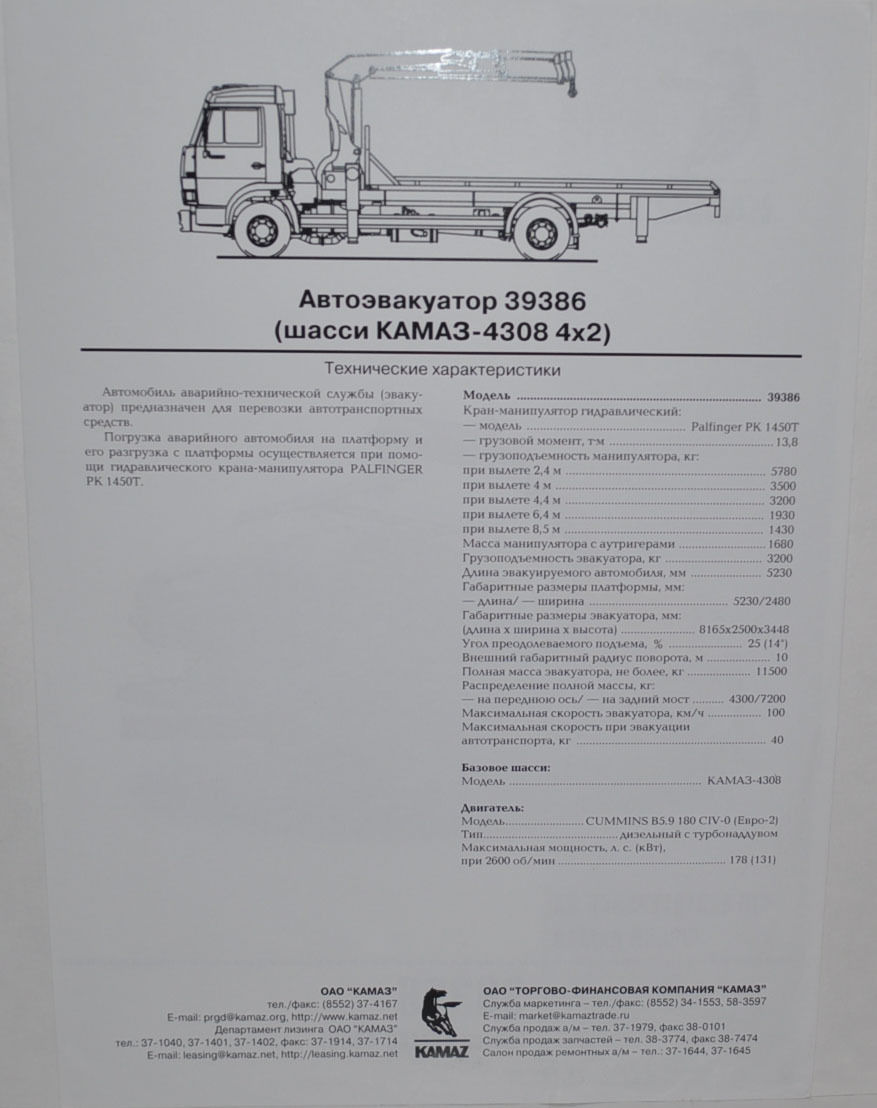 Автоэвакуатор 39386
(шасси КАМАЗ-4308 4х2)
Технические характеристики
Автомобиль аварийно-технической службы (эваку-
атор) предназначен для перевозки автотранспортных
средств.
Погрузка аварийного автомобиля на платформу и
его разгрузка с платформы осуществляется при помо-
щи гидравлического крана-манипулятора PALFINGER
PK 1450T.
Модель ........................ 39386
Кран-манипулятор гидравлический:
— модель ........................ Palfinger PK 1450T
— грузовой момент, т·м ........................ 13,8
— грузоподъемность манипулятора, кг:
при вылете 2,4 м ........................ 5780
при вылете 4 м ........................ 3500
при вылете 4,4 м ........................ 3200
при вылете 6,4 м ........................ 1930
при вылете 8,5 м ........................ 1430
Масса манипулятора с аутригерами ........................ 1680
Грузоподъемность эвакуатора, кг ........................ 3200
Длина эвакуируемого автомобиля, мм ........................ 5230
Габаритные размеры платформы, мм:
— длина/ — ширина ........................ 5230/2480
Габаритные размеры эвакуатора, мм:
(длина х ширина х высота) ........................ 8165х2500х3448
Угол преодолеваемого подъема, % ........................ 25 (14°)
Внешний габаритный радиус поворота, м ........................ 10
Полная масса эвакуатора, не более, кг ........................ 11500
Распределение полной массы, кг:
— на переднюю ось/ — на задний мост .......... 4300/7200
Максимальная скорость эвакуатора, км/ч ................ 100
Максимальная скорость при эвакуации
автотранспорта, кг ........................ 40
Базовое шасси:
Модель ........................ КАМАЗ-4308
Двигатель:
Модель........................ CUMMINS B5.9 180 CIV-0 (Евро-2)
Тип........................ дизельный с турбонаддувом
Максимальная мощность, л. с. (кВт),
при 2600 об/мин ........................ 178 (131)
ОАО “КАМАЗ”
тел./факс: (8552) 37-4167
E-mail: prgd@kamaz.org, http://www.kamaz.net
Департамент лизинга ОАО “КАМАЗ”
тел.: 37-1040, 37-1401, 37-1402, факс: 37-1914, 37-1714
E-mail: leasing@kamaz.net, http://leasing.kamaz.net
KAMAZ
ОАО “ТОРГОВО-ФИНАНСОВАЯ КОМПАНИЯ “КАМАЗ”
Служба маркетинга – тел./факс: (8552) 34-1553, 58-3597
E-mail: market@kamaztrade.ru
Служба продаж а/м – тел. 37-1979, факс 38-0101
Служба продаж запчастей – тел. 38-3774, факс 38-7474
Салон продаж ремонтных а/м – тел.: 37-1644, 37-1645